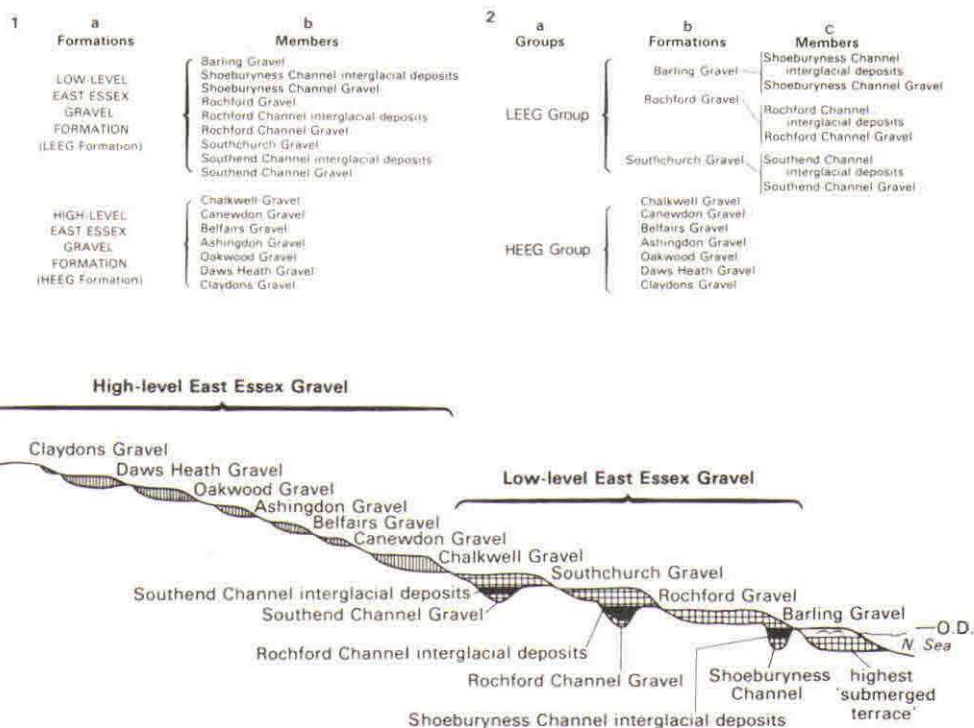 1
a
Formations
b
Members
LOW-LEVEL
EAST ESSEX
GRAVEL
FORMATION
(LEEG Formation)
Barling Gravel
Shoeburyness Channel interglacial deposits
Shoeburyness Channel Gravel
Rochford Gravel
Rochford Channel interglacial deposits
Rochford Channel Gravel
Southchurch Gravel
Southend Channel interglacial deposits
Southend Channel Gravel
HIGH-LEVEL
EAST ESSEX
GRAVEL
FORMATION
(HEEG Formation)
Chalkwell Gravel
Canewdon Gravel
Belfairs Gravel
Ashingdon Gravel
Oakwood Gravel
Daws Heath Gravel
Claydons Gravel
2
a
Groups
b
Formations
c
Members
LEEG Group
Barling Gravel
Shoeburyness Channel
interglacial deposits
Shoeburyness Channel Gravel
Rochford Gravel
Rochford Channel
interglacial deposits
Rochford Channel Gravel
Southchurch Gravel
Southend Channel
interglacial deposits
Southend Channel Gravel
HEEG Group
Chalkwell Gravel
Canewdon Gravel
Belfairs Gravel
Ashingdon Gravel
Oakwood Gravel
Daws Heath Gravel
Claydons Gravel
High-level East Essex Gravel
Claydons Gravel
Daws Heath Gravel
Oakwood Gravel
Ashingdon Gravel
Belfairs Gravel
Canewdon Gravel
Chalkwell Gravel
Low-level East Essex Gravel
Southchurch Gravel
Southend Channel interglacial deposits
Southend Channel Gravel
Rochford Gravel
Rochford Channel interglacial deposits
Rochford Channel Gravel
Barling Gravel
O.D.
N. Sea
Shoeburyness
Channel
highest
'submerged
terrace'
Shoeburyness Channel interglacial deposits